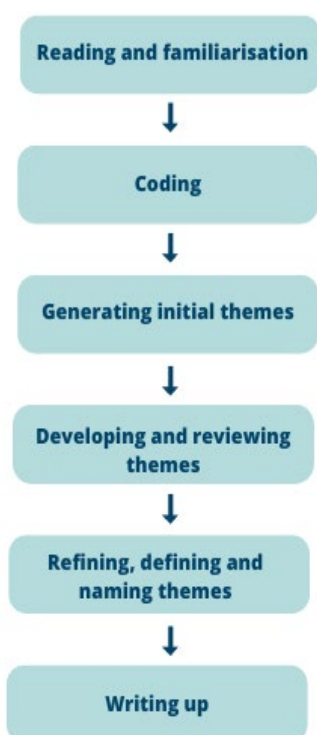 Reading and familiarisation
Coding
Generating initial themes
Developing and reviewing
themes
Refining, defining and
naming themes
Writing up